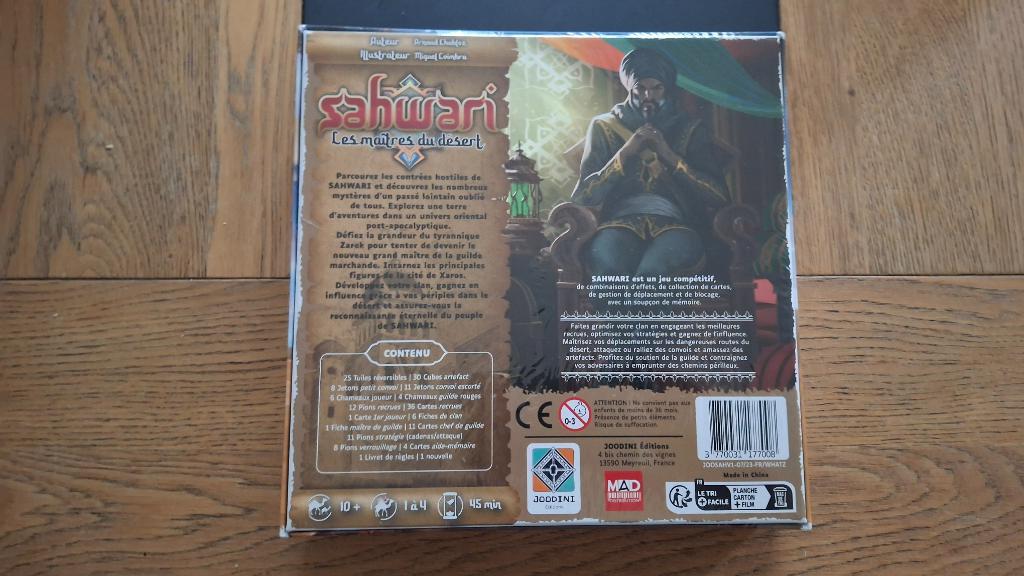 Auteur Arnaud Chablos
Illustrateur Miguel Coimbra
sahwari
Les maîtres du désert
Parcourez les contrées hostiles de
SAHWARI et découvrez les nombreux
mystères d'un passé lointain oublié
de tous. Explorez une terre
d'aventures dans un univers oriental
post-apocalyptique.
Défiez la grandeur du tyrannique
Zarek pour tenter de devenir le
nouveau grand maître de la guilde
marchande. Incarnez les principales
figures de la cité de Xaros.
Développez votre clan, gagnez en
influence grâce à vos périples dans le
désert et assurez-vous la
reconnaissance éternelle du peuple
de SAHWARI.
CONTENU
25 Tuiles réversibles | 30 Cubes artefact
8 Jetons petit convoi | 11 Jetons convoi escorté
6 Chameaux joueur | 4 Chameaux guilde rouges
12 Pions recrues | 36 Cartes recrues
1 Carte 1er joueur | 6 Fiches de clan
1 Fiche maître de guilde | 11 Cartes chef de guilde
11 Pions stratégie (cadenas/attaque)
8 Pions verrouillage | 4 Cartes aide-mémoire
1 Livret de règles | 1 nouvelle
10 + 1 à 4 45 min
SAHWARI est un jeu compétitif,
de combinaisons d'effets, de collection de cartes,
de gestion de déplacement et de blocage,
avec un soupçon de mémoire.
Faites grandir votre clan en engageant les meilleures
recrues, optimisez vos stratégies et gagnez de l'influence.
Maîtrisez vos déplacements sur les dangereuses routes du
désert, attaquez ou ralliez des convois et amassez des
artefacts. Profitez du soutien de la guilde et contraignez
vos adversaires à emprunter des chemins périlleux.
CE
0-3
ATTENTION ! Ne convient pas aux
enfants de moins de 36 mois.
Présence de petits éléments.
Risque de suffocation.
JOODINI Éditions
4 bis chemin des vignes
13590 Meyreuil, France
JOODINI
Éditions
MAD
DISTRIBUTION
3 770031 177008
JOOSAHV1-07/23-FR/WHATZ
Made in China
FR
LE TRI
+ FACILE
PLANCHE
CARTON
+ FILM